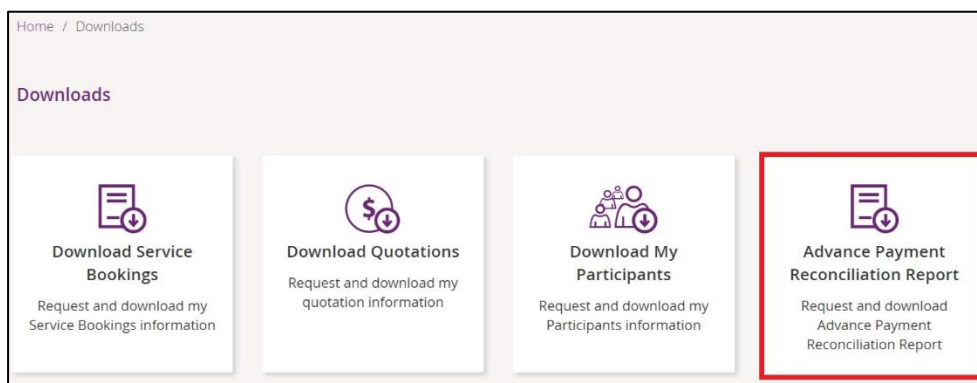 Home / Downloads
Downloads
Download Service
Bookings
Request and download my
Service Bookings information
$
Download Quotations
Request and download my
quotation information
Download My
Participants
Request and download my
Participants information
Advance Payment
Reconciliation Report
Request and download
Advance Payment
Reconciliation Report